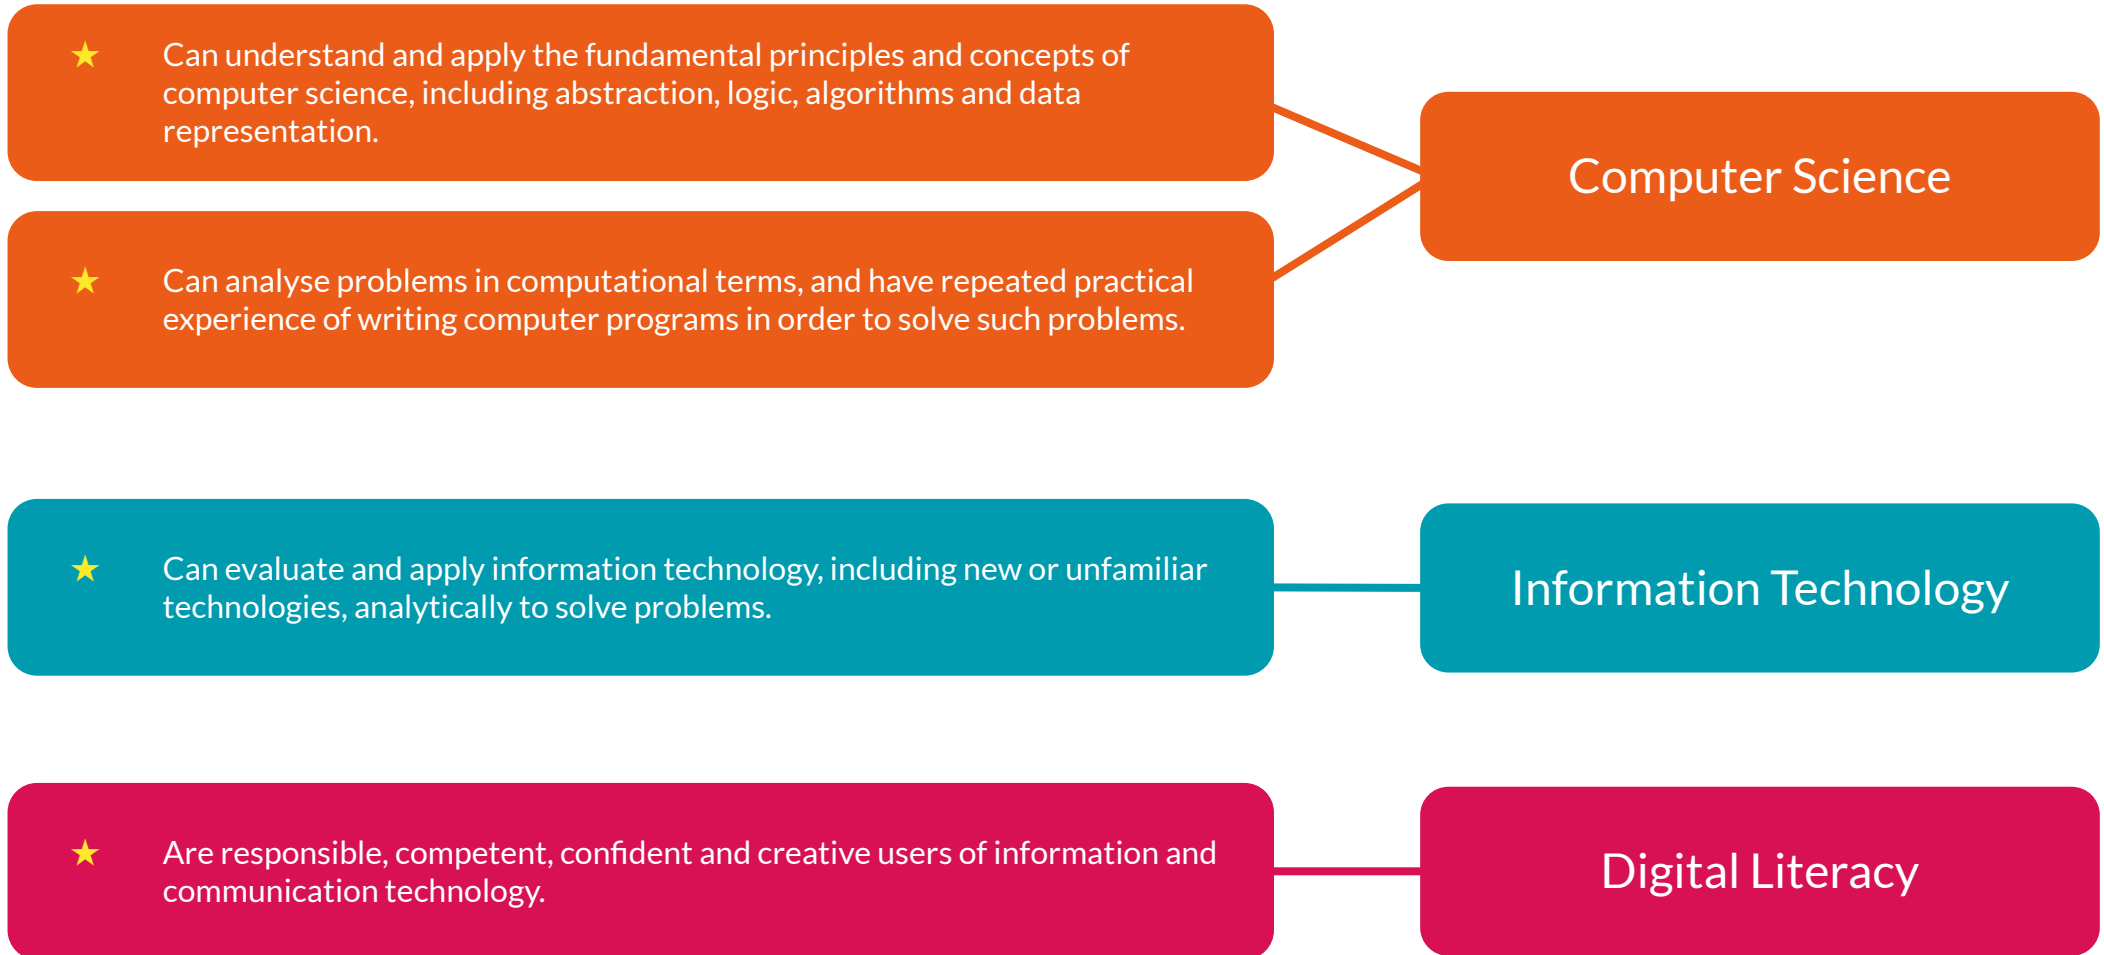 ★ Can understand and apply the fundamental principles and concepts of
computer science, including abstraction, logic, algorithms and data
representation.
Computer Science
★ Can analyse problems in computational terms, and have repeated practical
experience of writing computer programs in order to solve such problems.
★ Can evaluate and apply information technology, including new or unfamiliar
technologies, analytically to solve problems.
Information Technology
★ Are responsible, competent, confident and creative users of information and
communication technology.
Digital Literacy